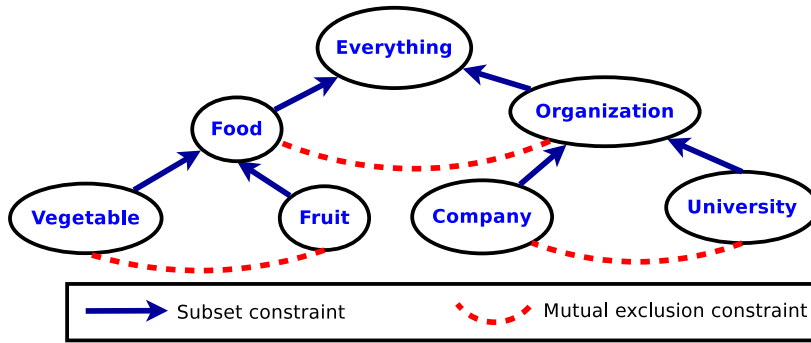 Everything
Organization
Food
Vegetable
Fruit
Company
University
Subset constraint
Mutual exclusion constraint